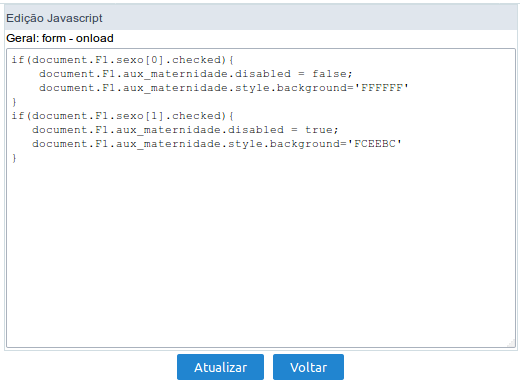 Edição Javascript
Geral: form - onload
if(document.F1.sexo[0].checked){
    document.F1.aux_maternidade.disabled = false;
    document.F1.aux_maternidade.style.background='FFFFFF'
}
if(document.F1.sexo[1].checked){
   document.F1.aux_maternidade.disabled = true;
   document.F1.aux_maternidade.style.background='FCEEBC'
}
Atualizar Voltar